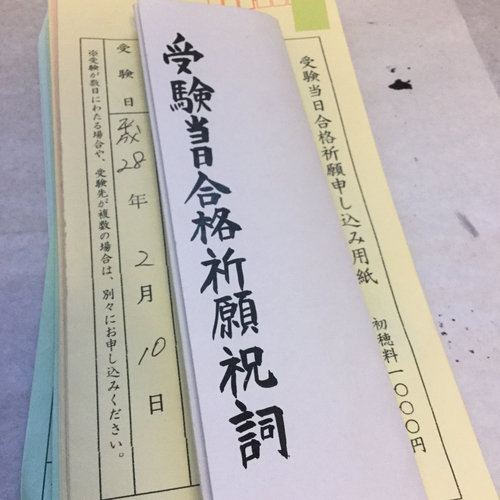 受験当日合格祈願申し込み用紙
初穂料一〇〇〇円
受験当日合格祈願祝詞
受験日
平成28年2月10日
※受験が数日にわたる場合や、受験先が複数の場合は、別々にお申し込みください。